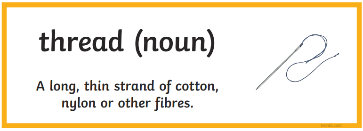 thread (noun)
A long, thin strand of cotton,
nylon or other fibres.